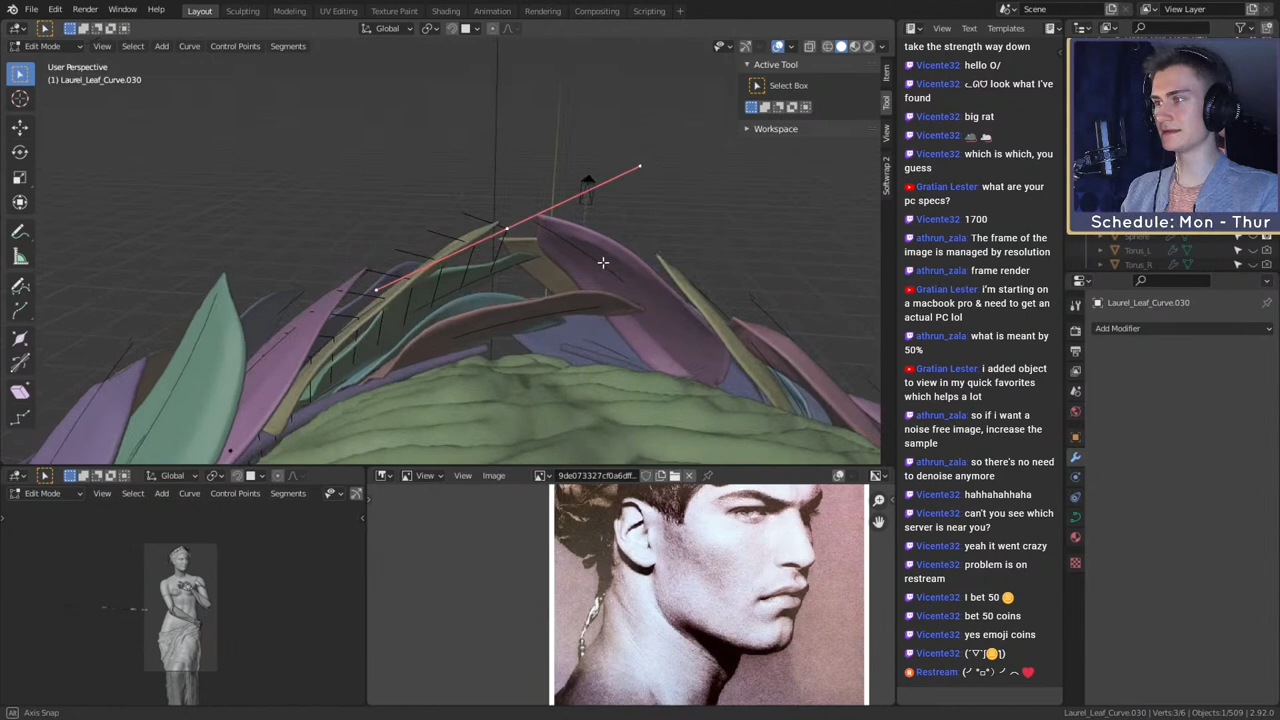 File Edit Render Window Help
Layout Sculpting Modeling UV Editing Texture Paint Shading Animation Rendering Compositing Scripting +
Scene
View Layer
Global
Edit Mode View Select Add Curve Control Points Segments
User Perspective
(1) Laurel_Leaf_Curve.030
Active Tool
Select Box
Workspace
Item
Tool
View
Softwrap 2
View Text Templates
take the strength way down
Vicente32: hello O/
Vicente32: look what I've
found
Vicente32: big rat
Vicente32:
Vicente32: which is which, you
guess
Gratian Lester: what are your
pc specs?
Vicente32: 1700
athrun_zala: The frame of the
image is managed by resolution
athrun_zala: frame render
Gratian Lester: i'm starting on
a macbook pro & need to get an
actual PC lol
athrun_zala: what is meant by
50%
Gratian Lester: i added object
to view in my quick favorites
which helps a lot
athrun_zala: so if i want a
noise free image, increase the
sample
athrun_zala: so there's no need
to denoise anymore
Vicente32: hahhahahhaha
Vicente32: can't you see which
server is near you?
Vicente32: yeah it went crazy
Vicente32: problem is on
restream
Vicente32: I bet 50
Vicente32: bet 50 coins
Vicente32: yes emoji coins
Vicente32:
Restream:
Schedule: Mon - Thur
Torus_L
Torus_R
Laurel_Leaf_Curve.030
Add Modifier
Global
Edit Mode View Select Add Curve Control Points Segments
View View Image
9de073327cf0a6dff...
Axis Snap
Laurel_Leaf_Curve.030 | Verts:3/6 | Objects:1/509 | 2.92.0